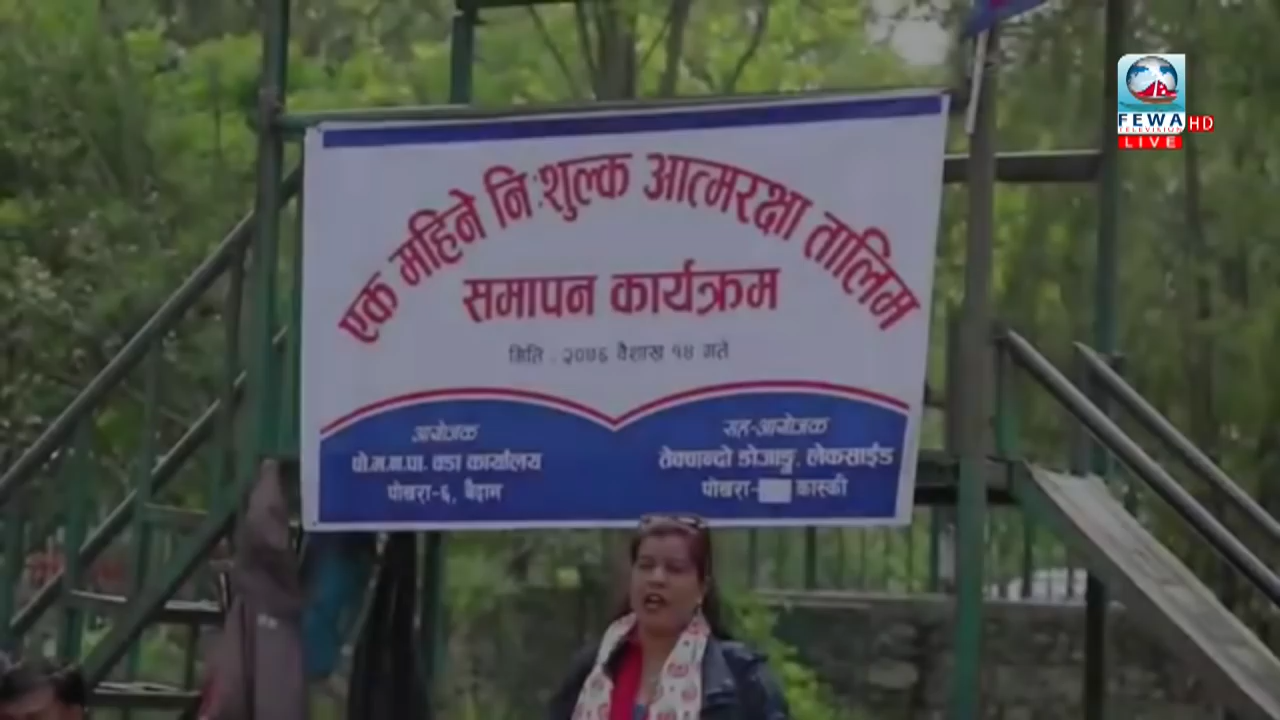 एक महिने नि:शुल्क आत्मरक्षा तालिम
समापन कार्यक्रम
मिति : २०७६ वैशाख १४ गते
आयोजक
पो.म.न.पा. वडा कार्यालय
पोखरा-६, बैदाम
सह-आयोजक
तेक्वान्दो डोजाङ्ग, लेकसाईड
पोखरा- कास्की
FEWA HD
TELEVISION
LIVE